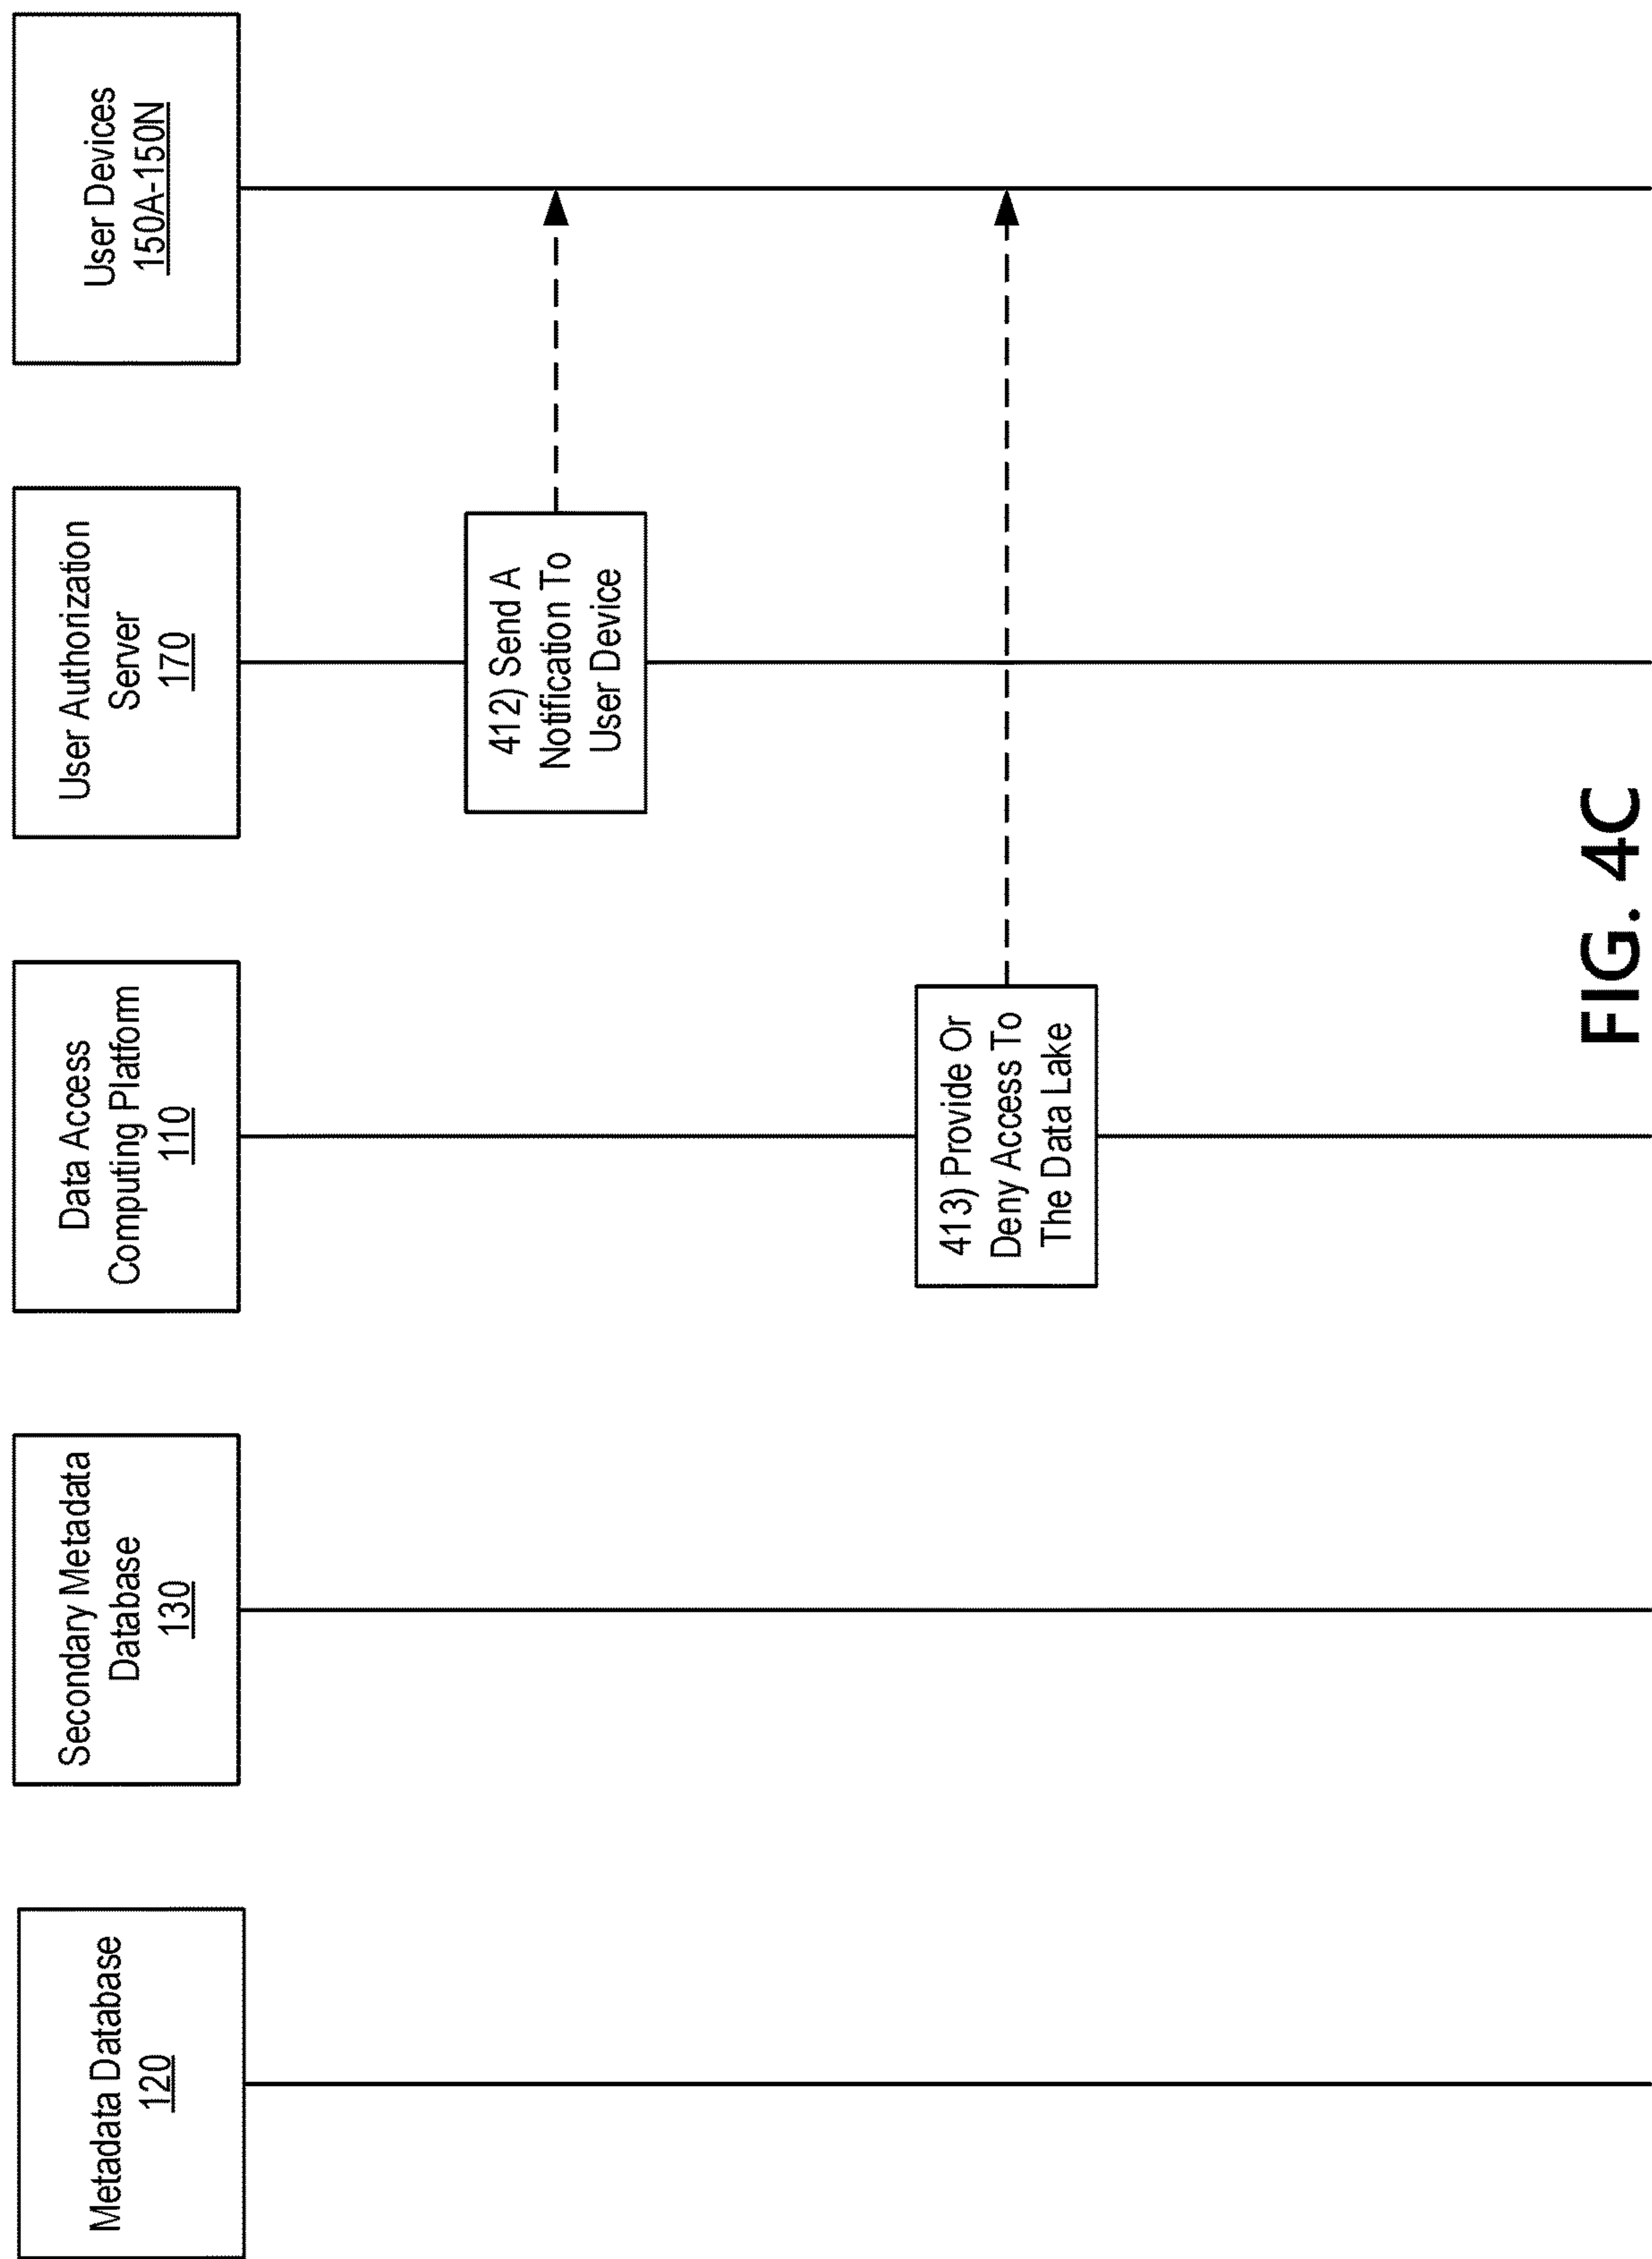 Metadata Database
120
Secondary Metadata
Database
130
Data Access
Computing Platform
110
User Authorization
Server
170
User Devices
150A-150N
412) Send A
Notification To
User Device
413) Provide Or
Deny Access To
The Data Lake
FIG. 4C